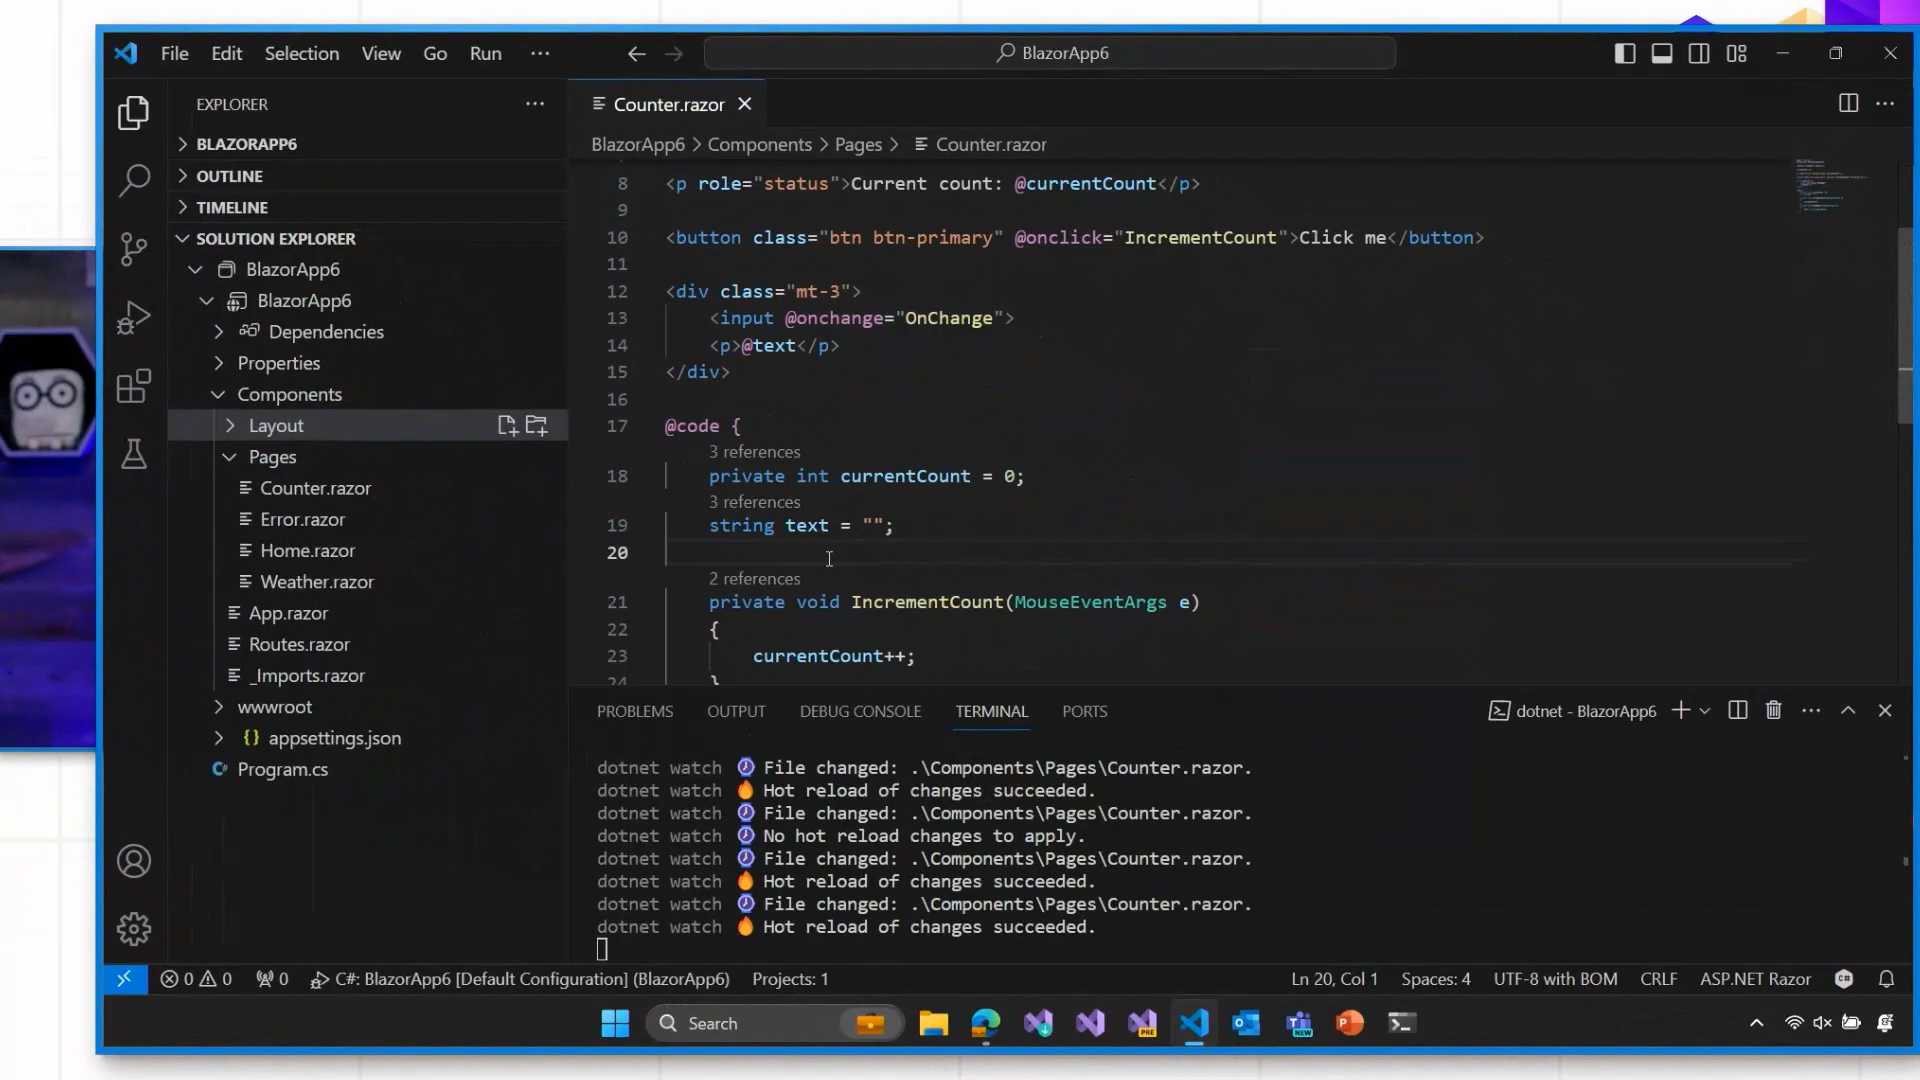 File Edit Selection View Go Run ···
BlazorApp6
EXPLORER
BLAZORAPP6
OUTLINE
TIMELINE
SOLUTION EXPLORER
BlazorApp6
BlazorApp6
Dependencies
Properties
Components
Layout
Pages
Counter.razor
Error.razor
Home.razor
Weather.razor
App.razor
Routes.razor
_Imports.razor
wwwroot
{} appsettings.json
C# Program.cs
Counter.razor
BlazorApp6 > Components > Pages > Counter.razor
8 <p role="status">Current count: @currentCount</p>
9
10 <button class="btn btn-primary" @onclick="IncrementCount">Click me</button>
11
12 <div class="mt-3">
13 <input @onchange="OnChange">
14 <p>@text</p>
15 </div>
16
17 @code {
3 references
18 private int currentCount = 0;
3 references
19 string text = "";
20
2 references
21 private void IncrementCount(MouseEventArgs e)
22 {
23 currentCount++;
24 }
PROBLEMS OUTPUT DEBUG CONSOLE TERMINAL PORTS
dotnet - BlazorApp6
dotnet watch File changed: .\Components\Pages\Counter.razor.
dotnet watch 🔥 Hot reload of changes succeeded.
dotnet watch File changed: .\Components\Pages\Counter.razor.
dotnet watch No hot reload changes to apply.
dotnet watch File changed: .\Components\Pages\Counter.razor.
dotnet watch 🔥 Hot reload of changes succeeded.
dotnet watch File changed: .\Components\Pages\Counter.razor.
dotnet watch 🔥 Hot reload of changes succeeded.
0 0 0 C#: BlazorApp6 [Default Configuration] (BlazorApp6) Projects: 1 Ln 20, Col 1 Spaces: 4 UTF-8 with BOM CRLF ASP.NET Razor
Search
PRE
NEW